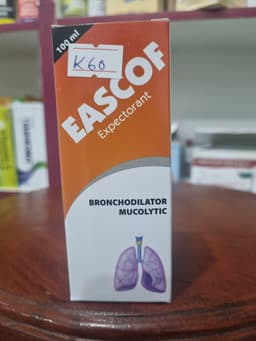 100 ml
K60
EASCOF
Expectorant
BRONCHODILATOR
MUCOLYTIC